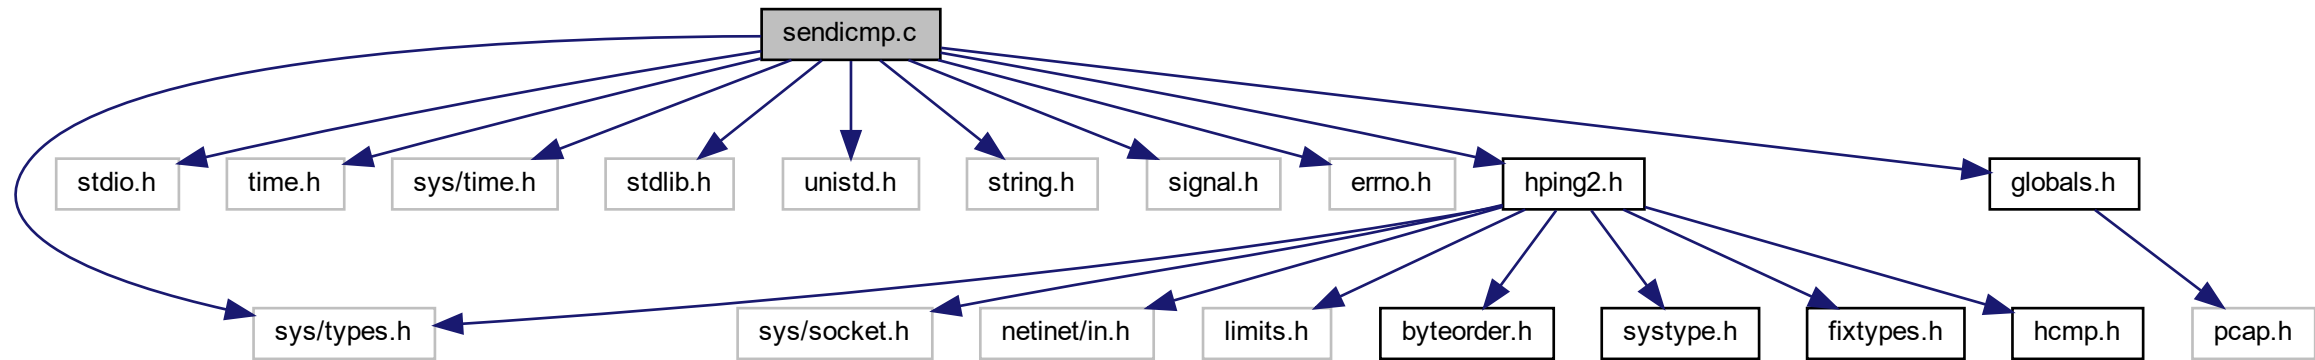 sendicmp.c
stdio.h
time.h
sys/time.h
stdlib.h
unistd.h
string.h
signal.h
errno.h
hping2.h
globals.h
sys/types.h
sys/socket.h
netinet/in.h
limits.h
byteorder.h
systype.h
fixtypes.h
hcmp.h
pcap.h